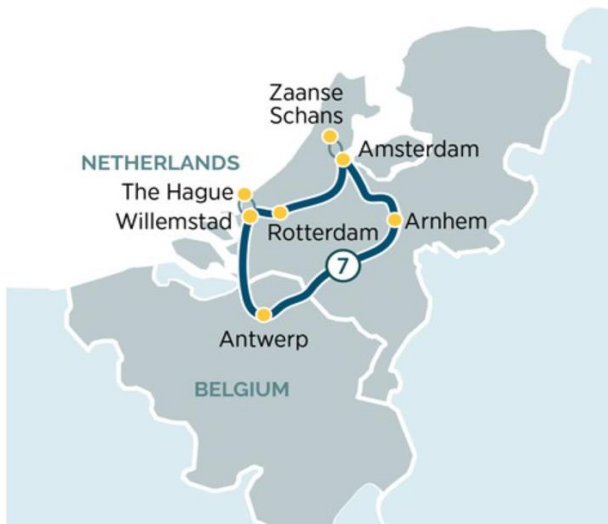 Zaanse
Schans
Amsterdam
NETHERLANDS
The Hague
Willemstad
Rotterdam
Arnhem
7
Antwerp
BELGIUM